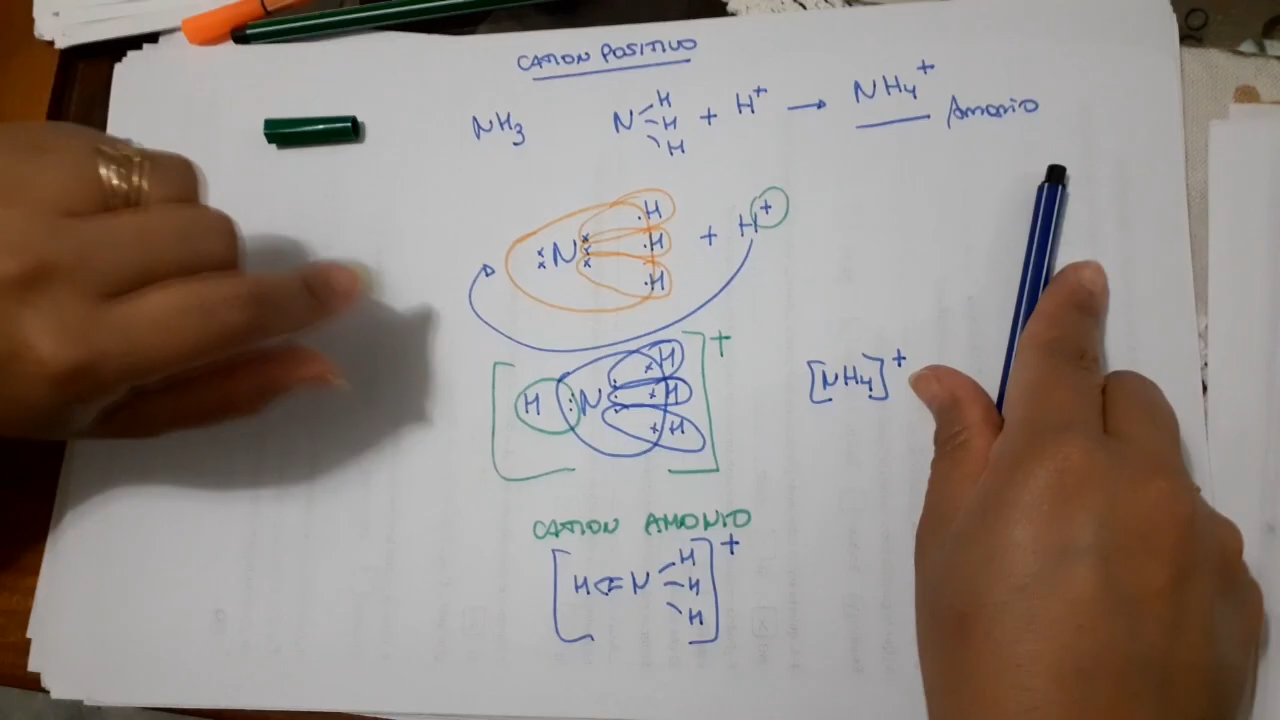 CATION POSITIVO
NH3 N H H H + H+ → NH4+ Amonio
N H H H + H+
[H N H H H]+ [NH4]+
CATION AMONIO
[H ⇐ N H H H]+